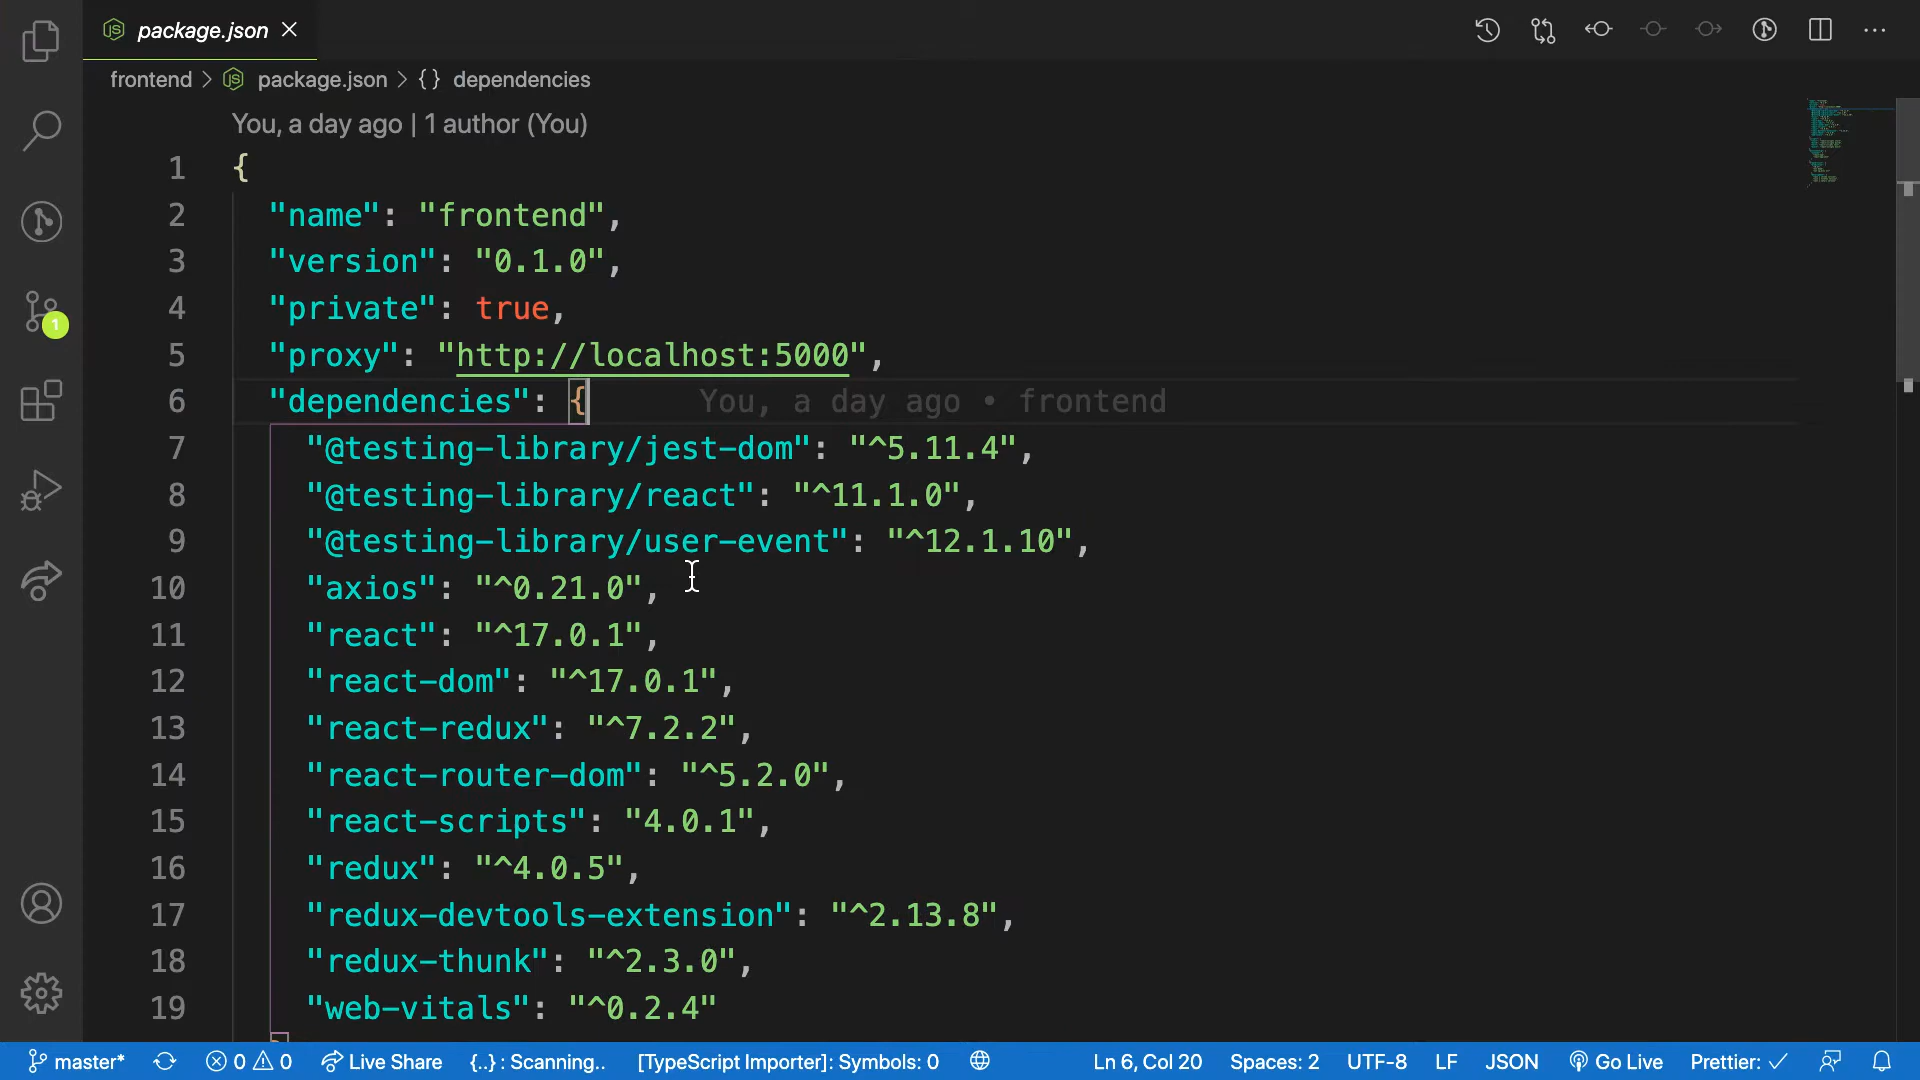 package.json
frontend > package.json > {} dependencies
You, a day ago | 1 author (You)
1 {
2 "name": "frontend",
3 "version": "0.1.0",
4 "private": true,
5 "proxy": "http://localhost:5000",
6 "dependencies": { You, a day ago • frontend
7 "@testing-library/jest-dom": "^5.11.4",
8 "@testing-library/react": "^11.1.0",
9 "@testing-library/user-event": "^12.1.10",
10 "axios": "^0.21.0",
11 "react": "^17.0.1",
12 "react-dom": "^17.0.1",
13 "react-redux": "^7.2.2",
14 "react-router-dom": "^5.2.0",
15 "react-scripts": "4.0.1",
16 "redux": "^4.0.5",
17 "redux-devtools-extension": "^2.13.8",
18 "redux-thunk": "^2.3.0",
19 "web-vitals": "^0.2.4"
1
master* 0 0 Live Share {..} : Scanning.. [TypeScript Importer]: Symbols: 0 Ln 6, Col 20 Spaces: 2 UTF-8 LF JSON Go Live Prettier: ✓